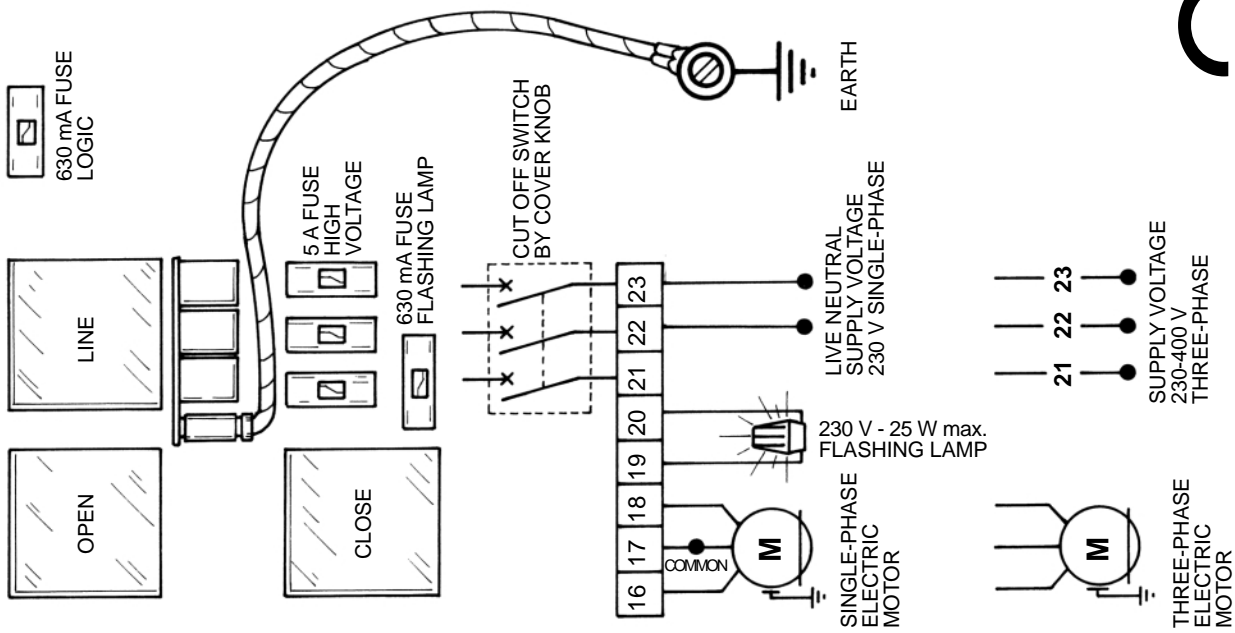 630 mA FUSE
LOGIC
LINE
OPEN
CLOSE
5 A FUSE
HIGH
VOLTAGE
630 mA FUSE
FLASHING LAMP
CUT OFF SWITCH
BY COVER KNOB
EARTH
16 17 18 19 20 21 22 23
COMMON
M
SINGLE-PHASE
ELECTRIC
MOTOR
230 V - 25 W max.
FLASHING LAMP
LIVE NEUTRAL
SUPPLY VOLTAGE
230 V SINGLE-PHASE
M
THREE-PHASE
ELECTRIC
MOTOR
21 22 23
SUPPLY VOLTAGE
230-400 V
THREE-PHASE